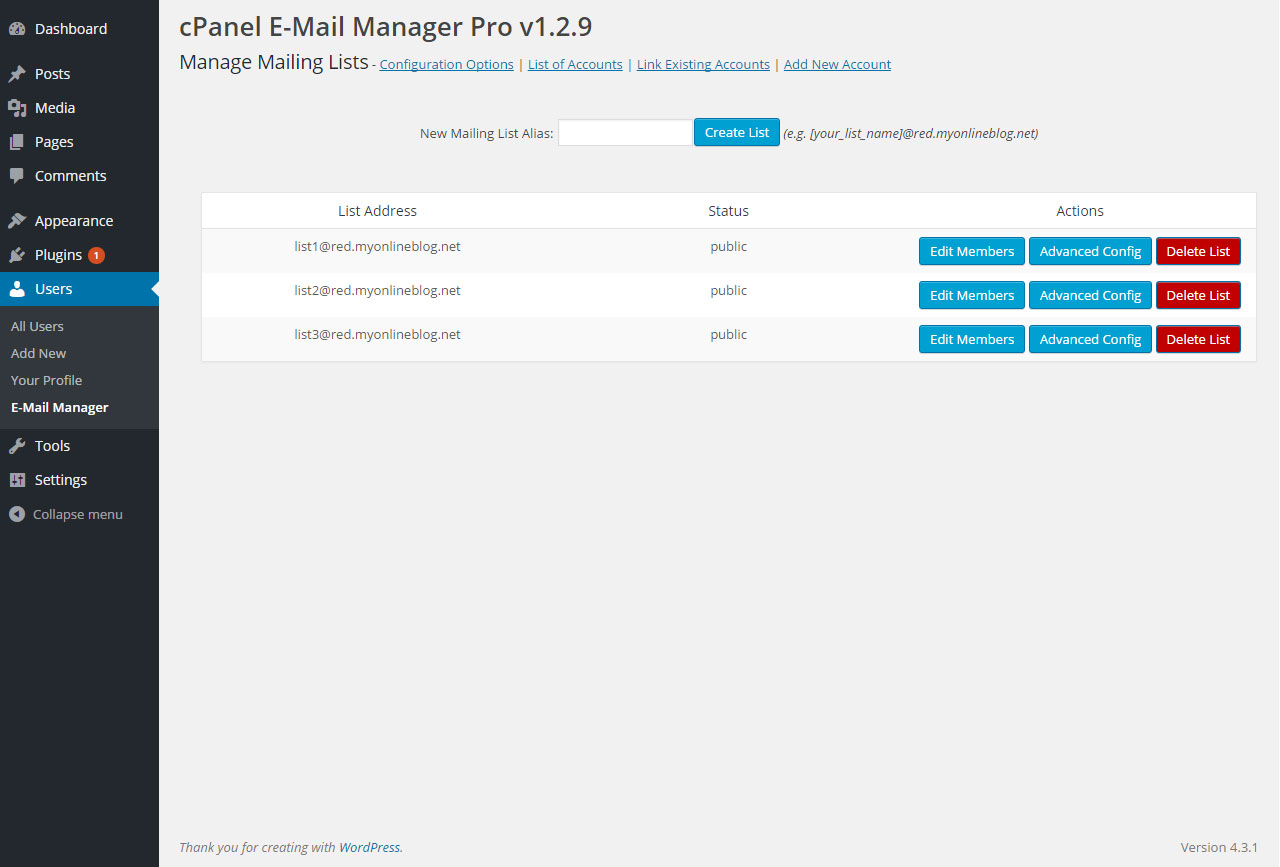 Dashboard
Posts
Media
Pages
Comments
Appearance
Plugins 1
Users
All Users
Add New
Your Profile
E-Mail Manager
Tools
Settings
Collapse menu
cPanel E-Mail Manager Pro v1.2.9
Manage Mailing Lists - Configuration Options | List of Accounts | Link Existing Accounts | Add New Account
New Mailing List Alias: Create List (e.g. [your_list_name]@red.myonlineblog.net)
List Address Status Actions
list1@red.myonlineblog.net public Edit Members Advanced Config Delete List
list2@red.myonlineblog.net public Edit Members Advanced Config Delete List
list3@red.myonlineblog.net public Edit Members Advanced Config Delete List
Thank you for creating with WordPress. Version 4.3.1